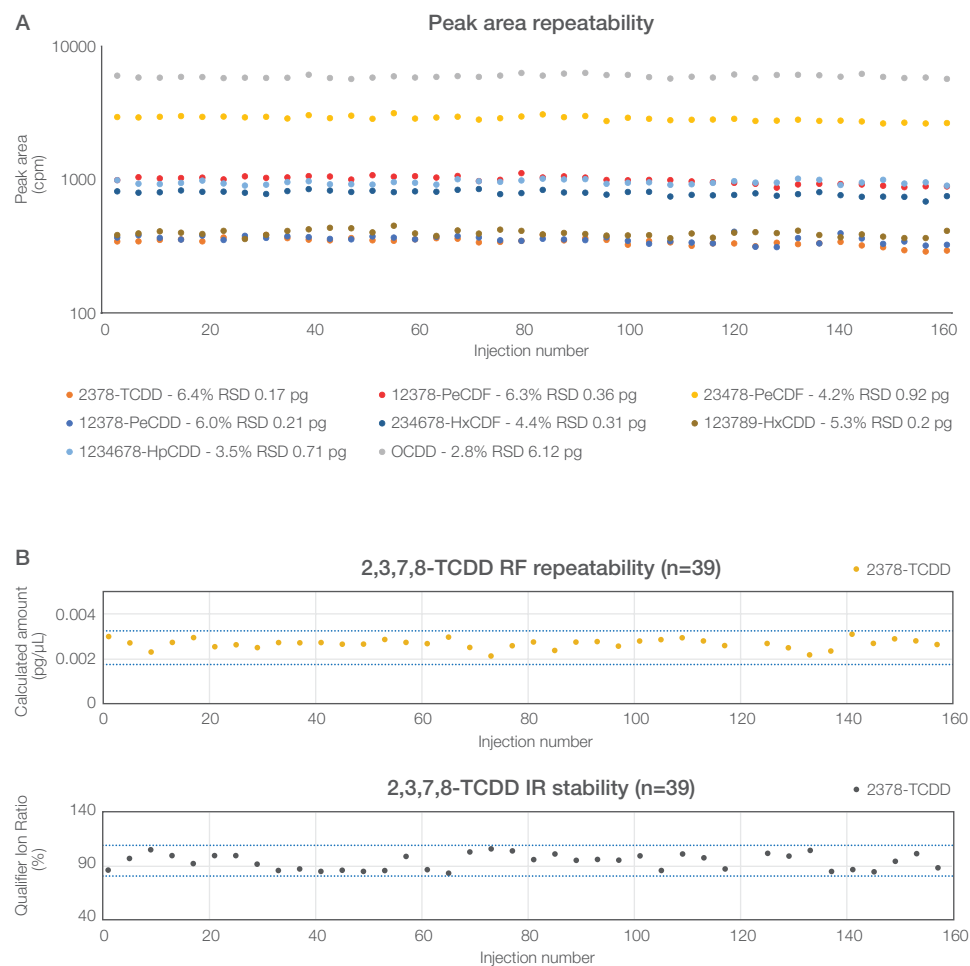 A
Peak area repeatability
10000
1000
100
Peak area
(cpm)
0 20 40 60 80 100 120 140 160
Injection number
2378-TCDD - 6.4% RSD 0.17 pg
12378-PeCDF - 6.3% RSD 0.36 pg
23478-PeCDF - 4.2% RSD 0.92 pg
12378-PeCDD - 6.0% RSD 0.21 pg
234678-HxCDF - 4.4% RSD 0.31 pg
123789-HxCDD - 5.3% RSD 0.2 pg
1234678-HpCDD - 3.5% RSD 0.71 pg
OCDD - 2.8% RSD 6.12 pg
B
2,3,7,8-TCDD RF repeatability (n=39)
2378-TCDD
Calculated amount
(pg/µL)
0.004
0.002
0
0 20 40 60 80 100 120 140 160
Injection number
2,3,7,8-TCDD IR stability (n=39)
2378-TCDD
Qualifier Ion Ratio
(%)
140
90
40
0 20 40 60 80 100 120 140 160
Injection number